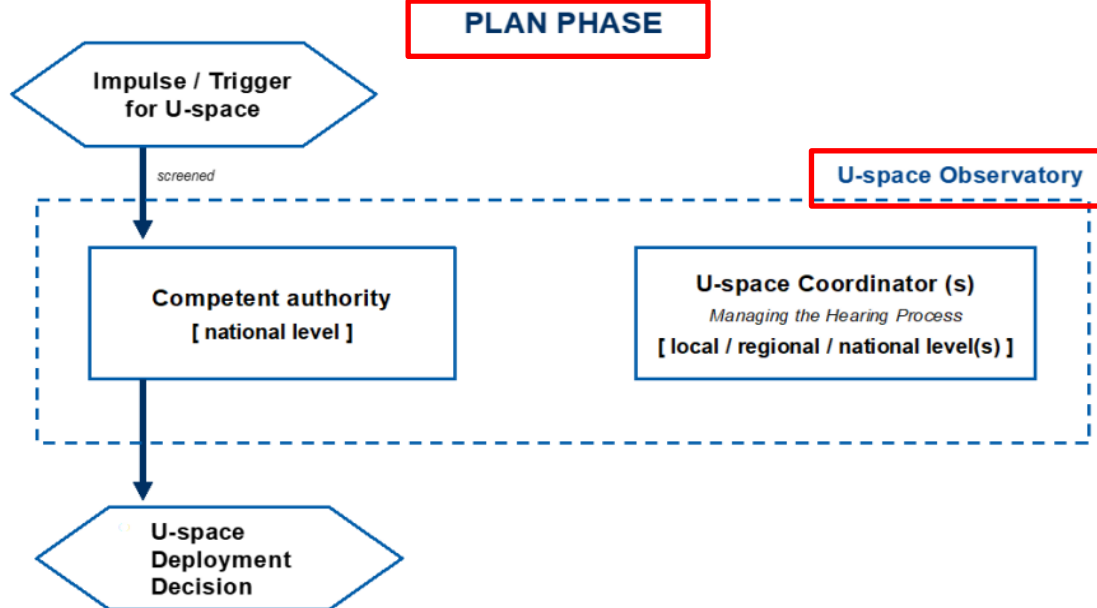 PLAN PHASE
Impulse / Trigger
for U-space
screened
U-space Observatory
Competent authority
[ national level ]
U-space Coordinator (s)
Managing the Hearing Process
[ local / regional / national level(s) ]
U-space
Deployment
Decision